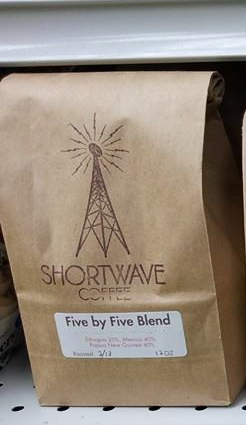 SHORTWAVE
COFFEE
Five by Five Blend
Ethiopia 20%, Mexico 40%,
Papua New Guinea 40%
Roasted: 3/13 12 OZ